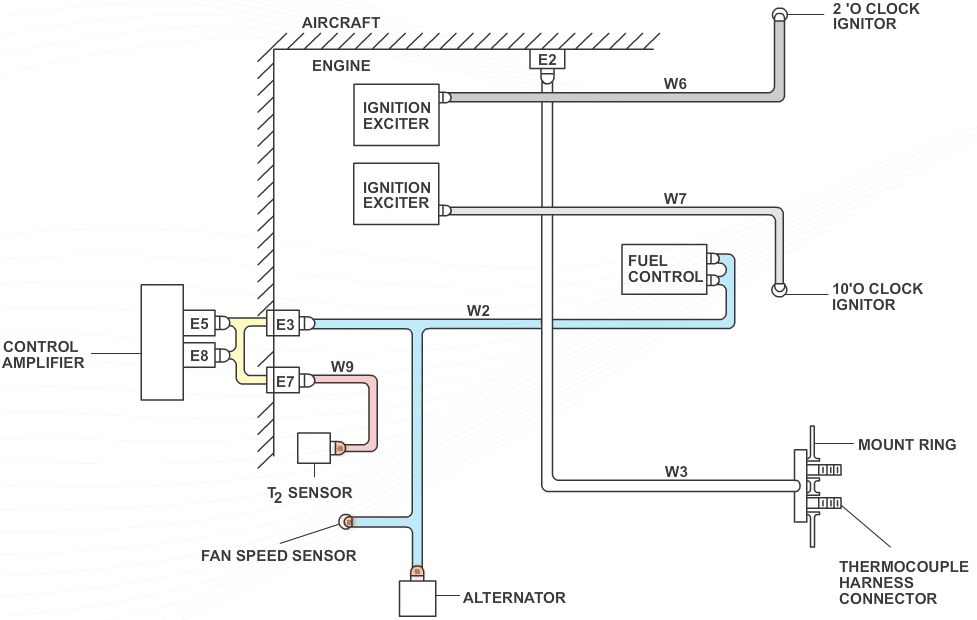 AIRCRAFT
2 'O CLOCK
IGNITOR
ENGINE
E2
W6
IGNITION
EXCITER
IGNITION
EXCITER
W7
FUEL
CONTROL
10'O CLOCK
IGNITOR
W2
E5
E3
E8
CONTROL
AMPLIFIER
W9
E7
MOUNT RING
W3
T2 SENSOR
FAN SPEED SENSOR
THERMOCOUPLE
HARNESS
CONNECTOR
ALTERNATOR